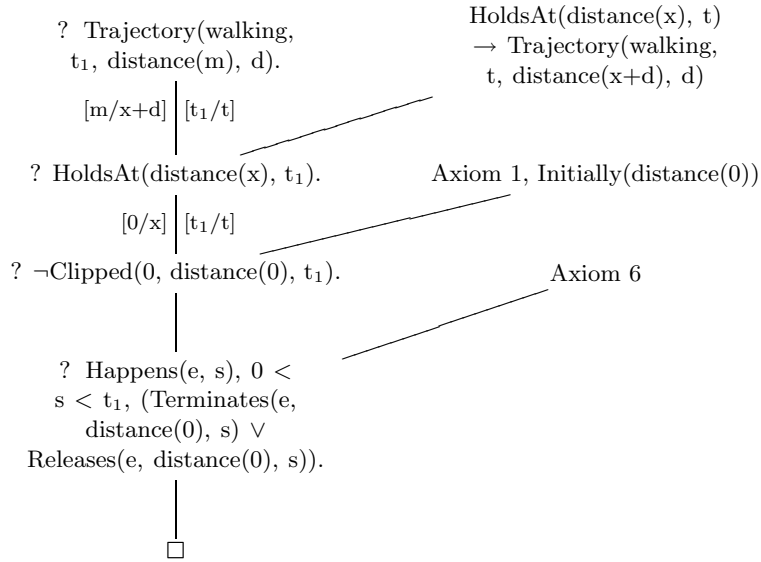 ? Trajectory(walking,
t₁, distance(m), d).
HoldsAt(distance(x), t)
→ Trajectory(walking,
t, distance(x+d), d)
[m/x+d] [t₁/t]
? HoldsAt(distance(x), t₁).
Axiom 1, Initially(distance(0))
[0/x] [t₁/t]
? ¬Clipped(0, distance(0), t₁).
Axiom 6
? Happens(e, s), 0 <
s < t₁, (Terminates(e,
distance(0), s) ∨
Releases(e, distance(0), s)).
□